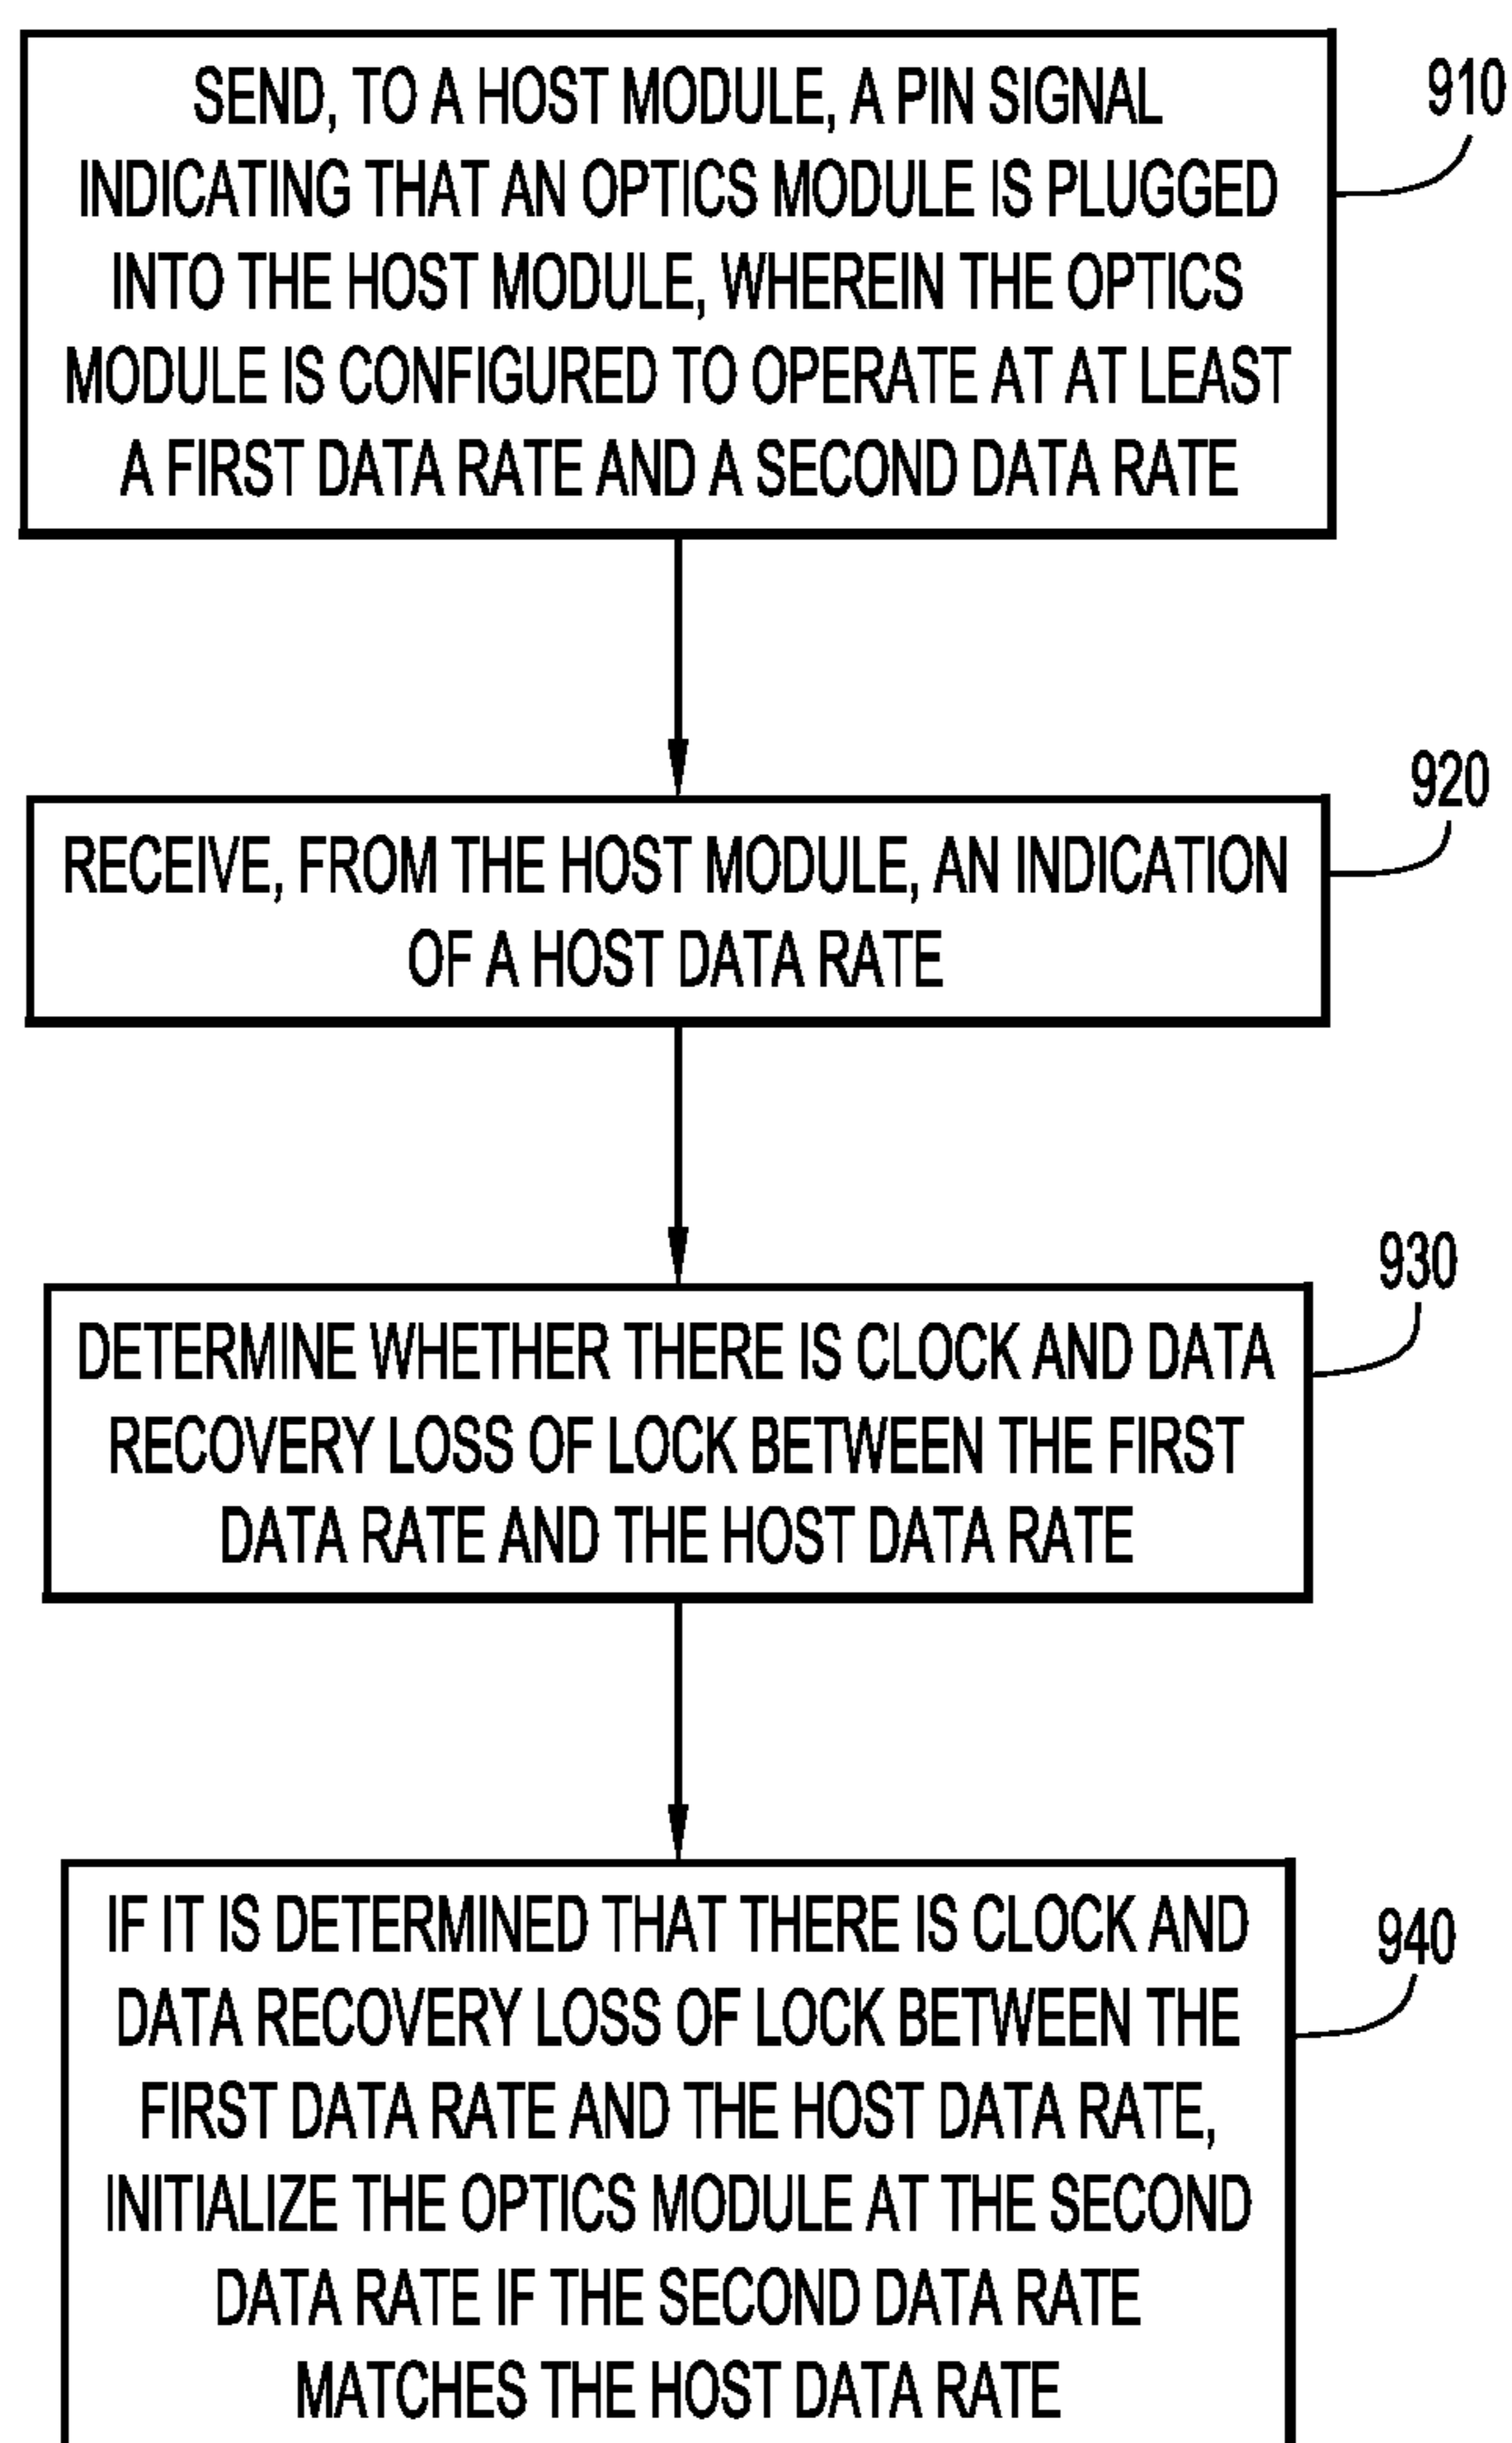 SEND, TO A HOST MODULE, A PIN SIGNAL
INDICATING THAT AN OPTICS MODULE IS PLUGGED
INTO THE HOST MODULE, WHEREIN THE OPTICS
MODULE IS CONFIGURED TO OPERATE AT AT LEAST
A FIRST DATA RATE AND A SECOND DATA RATE
910
RECEIVE, FROM THE HOST MODULE, AN INDICATION
OF A HOST DATA RATE
920
DETERMINE WHETHER THERE IS CLOCK AND DATA
RECOVERY LOSS OF LOCK BETWEEN THE FIRST
DATA RATE AND THE HOST DATA RATE
930
IF IT IS DETERMINED THAT THERE IS CLOCK AND
DATA RECOVERY LOSS OF LOCK BETWEEN THE
FIRST DATA RATE AND THE HOST DATA RATE,
INITIALIZE THE OPTICS MODULE AT THE SECOND
DATA RATE IF THE SECOND DATA RATE
MATCHES THE HOST DATA RATE
940